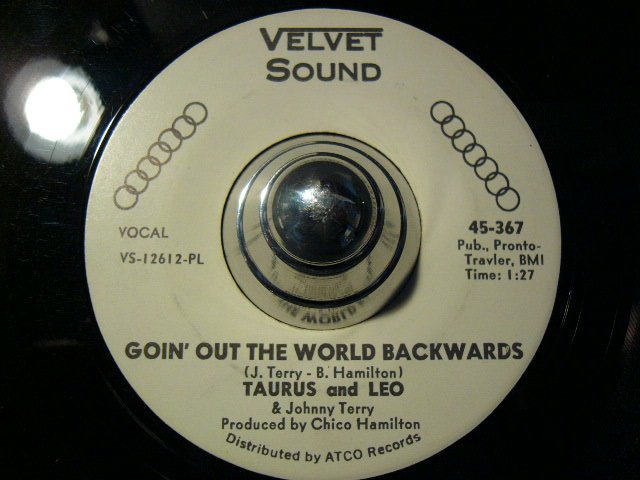 VELVET
SOUND
VOCAL
VS-12612-PL
45-367
Pub., Pronto-
Travler, BMI
Time: 1:27
GOIN' OUT THE WORLD BACKWARDS
(J. Terry - B. Hamilton)
TAURUS and LEO
& Johnny Terry
Produced by Chico Hamilton
Distributed by ATCO Records